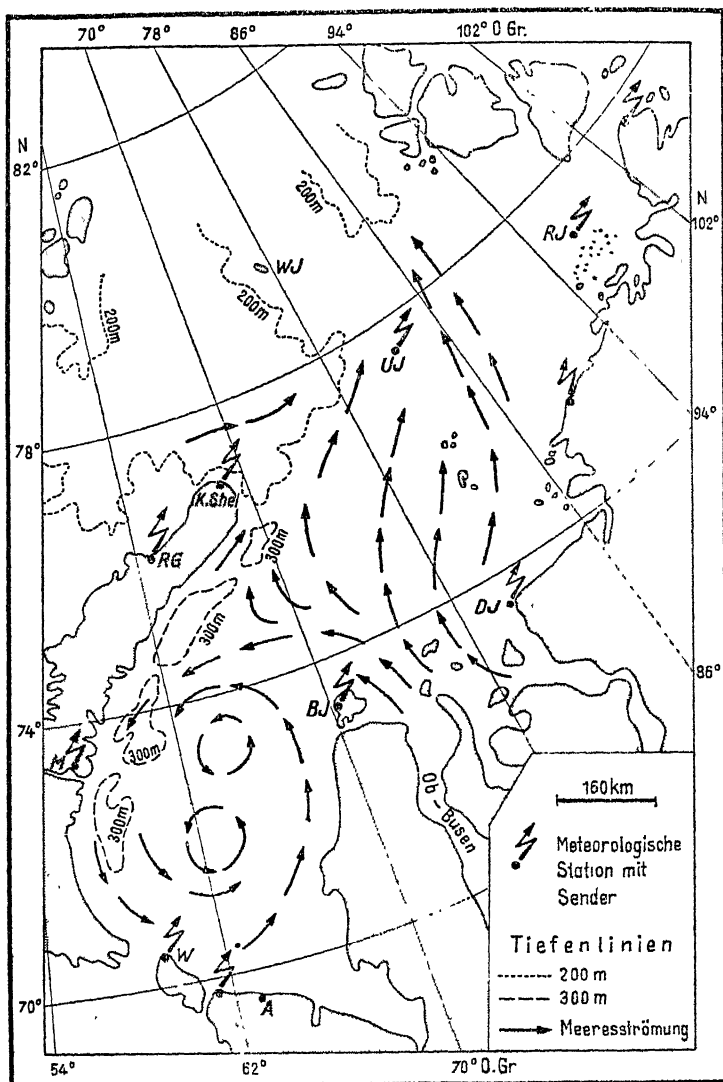 70° 78° 86° 94° 102° O Gr.
N
82°
N
102°
200m
RJ
WJ
200m
200m
UJ
94°
78°
K.She
RG
300m
DJ
300m
86°
BJ
74°
M
300m
Ob-Busen
300m
160km
Meteorologische
Station mit
Sender
W
Tiefenlinien
200 m
300 m
Meeresströmung
A
70°
54° 62° 70° O.Gr